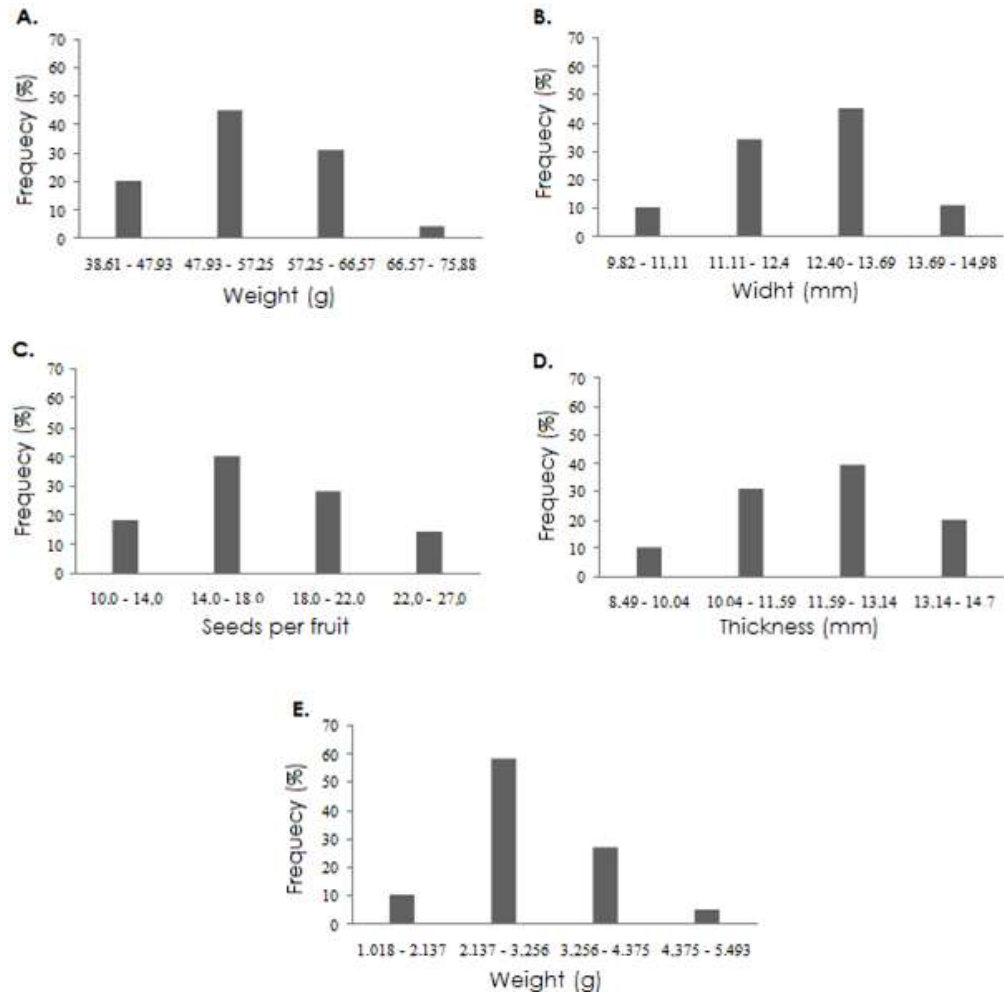 A.
Frequecy (%)
70
60
50
40
30
20
10
0
38.61 - 47,93 47.93 - 57.25 57.25 - 66,57 66,57 - 75,88
Weight (g)
B.
Frequecy (%)
70
60
50
40
30
20
10
0
9.82 - 11,11 11.11 - 12.4 12.40 - 13.69 13.69 - 14,98
Widht (mm)
C.
Frequecy (%)
70
60
50
40
30
20
10
0
10.0 - 14,0 14.0 - 18.0 18.0 - 22.0 22,0 - 27,0
Seeds per fruit
D.
Frequecy (%)
70
60
50
40
30
20
10
0
8.49 - 10.04 10.04 - 11.59 11.59 - 13.14 13.14 - 14.7
Thickness (mm)
E.
Frequecy (%)
70
60
50
40
30
20
10
0
1.018 - 2.137 2.137 - 3.256 3,256 - 4.375 4,375 - 5.493
Weight (g)